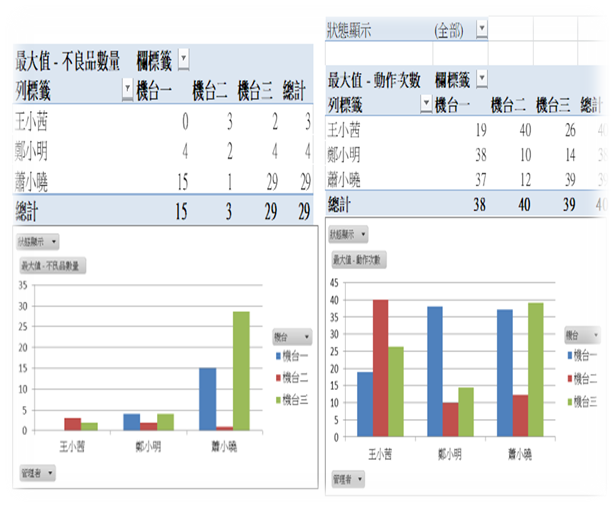 最大值 - 不良品數量 欄標籤
列標籤 機台一 機台二 機台三 總計
王小茜 0 3 2 3
鄭小明 4 2 4 4
蕭小曉 15 1 29 29
總計 15 3 29 29
狀態顯示
最大值 - 不良品數量
35
30
25
20
15
10
5
0
王小茜 鄭小明 蕭小曉
機台
機台一
機台二
機台三
管理者
狀態顯示 (全部)
最大值 - 動作次數 欄標籤
列標籤 機台一 機台二 機台三 總計
王小茜 19 40 26
鄭小明 38 10 14
蕭小曉 37 12 39
總計 38 40 39
狀態顯示
最大值 - 動作次數
45
40
35
30
25
20
15
10
5
0
王小茜 鄭小明 蕭小曉
機台
機台一
機台二
機台三
管理者